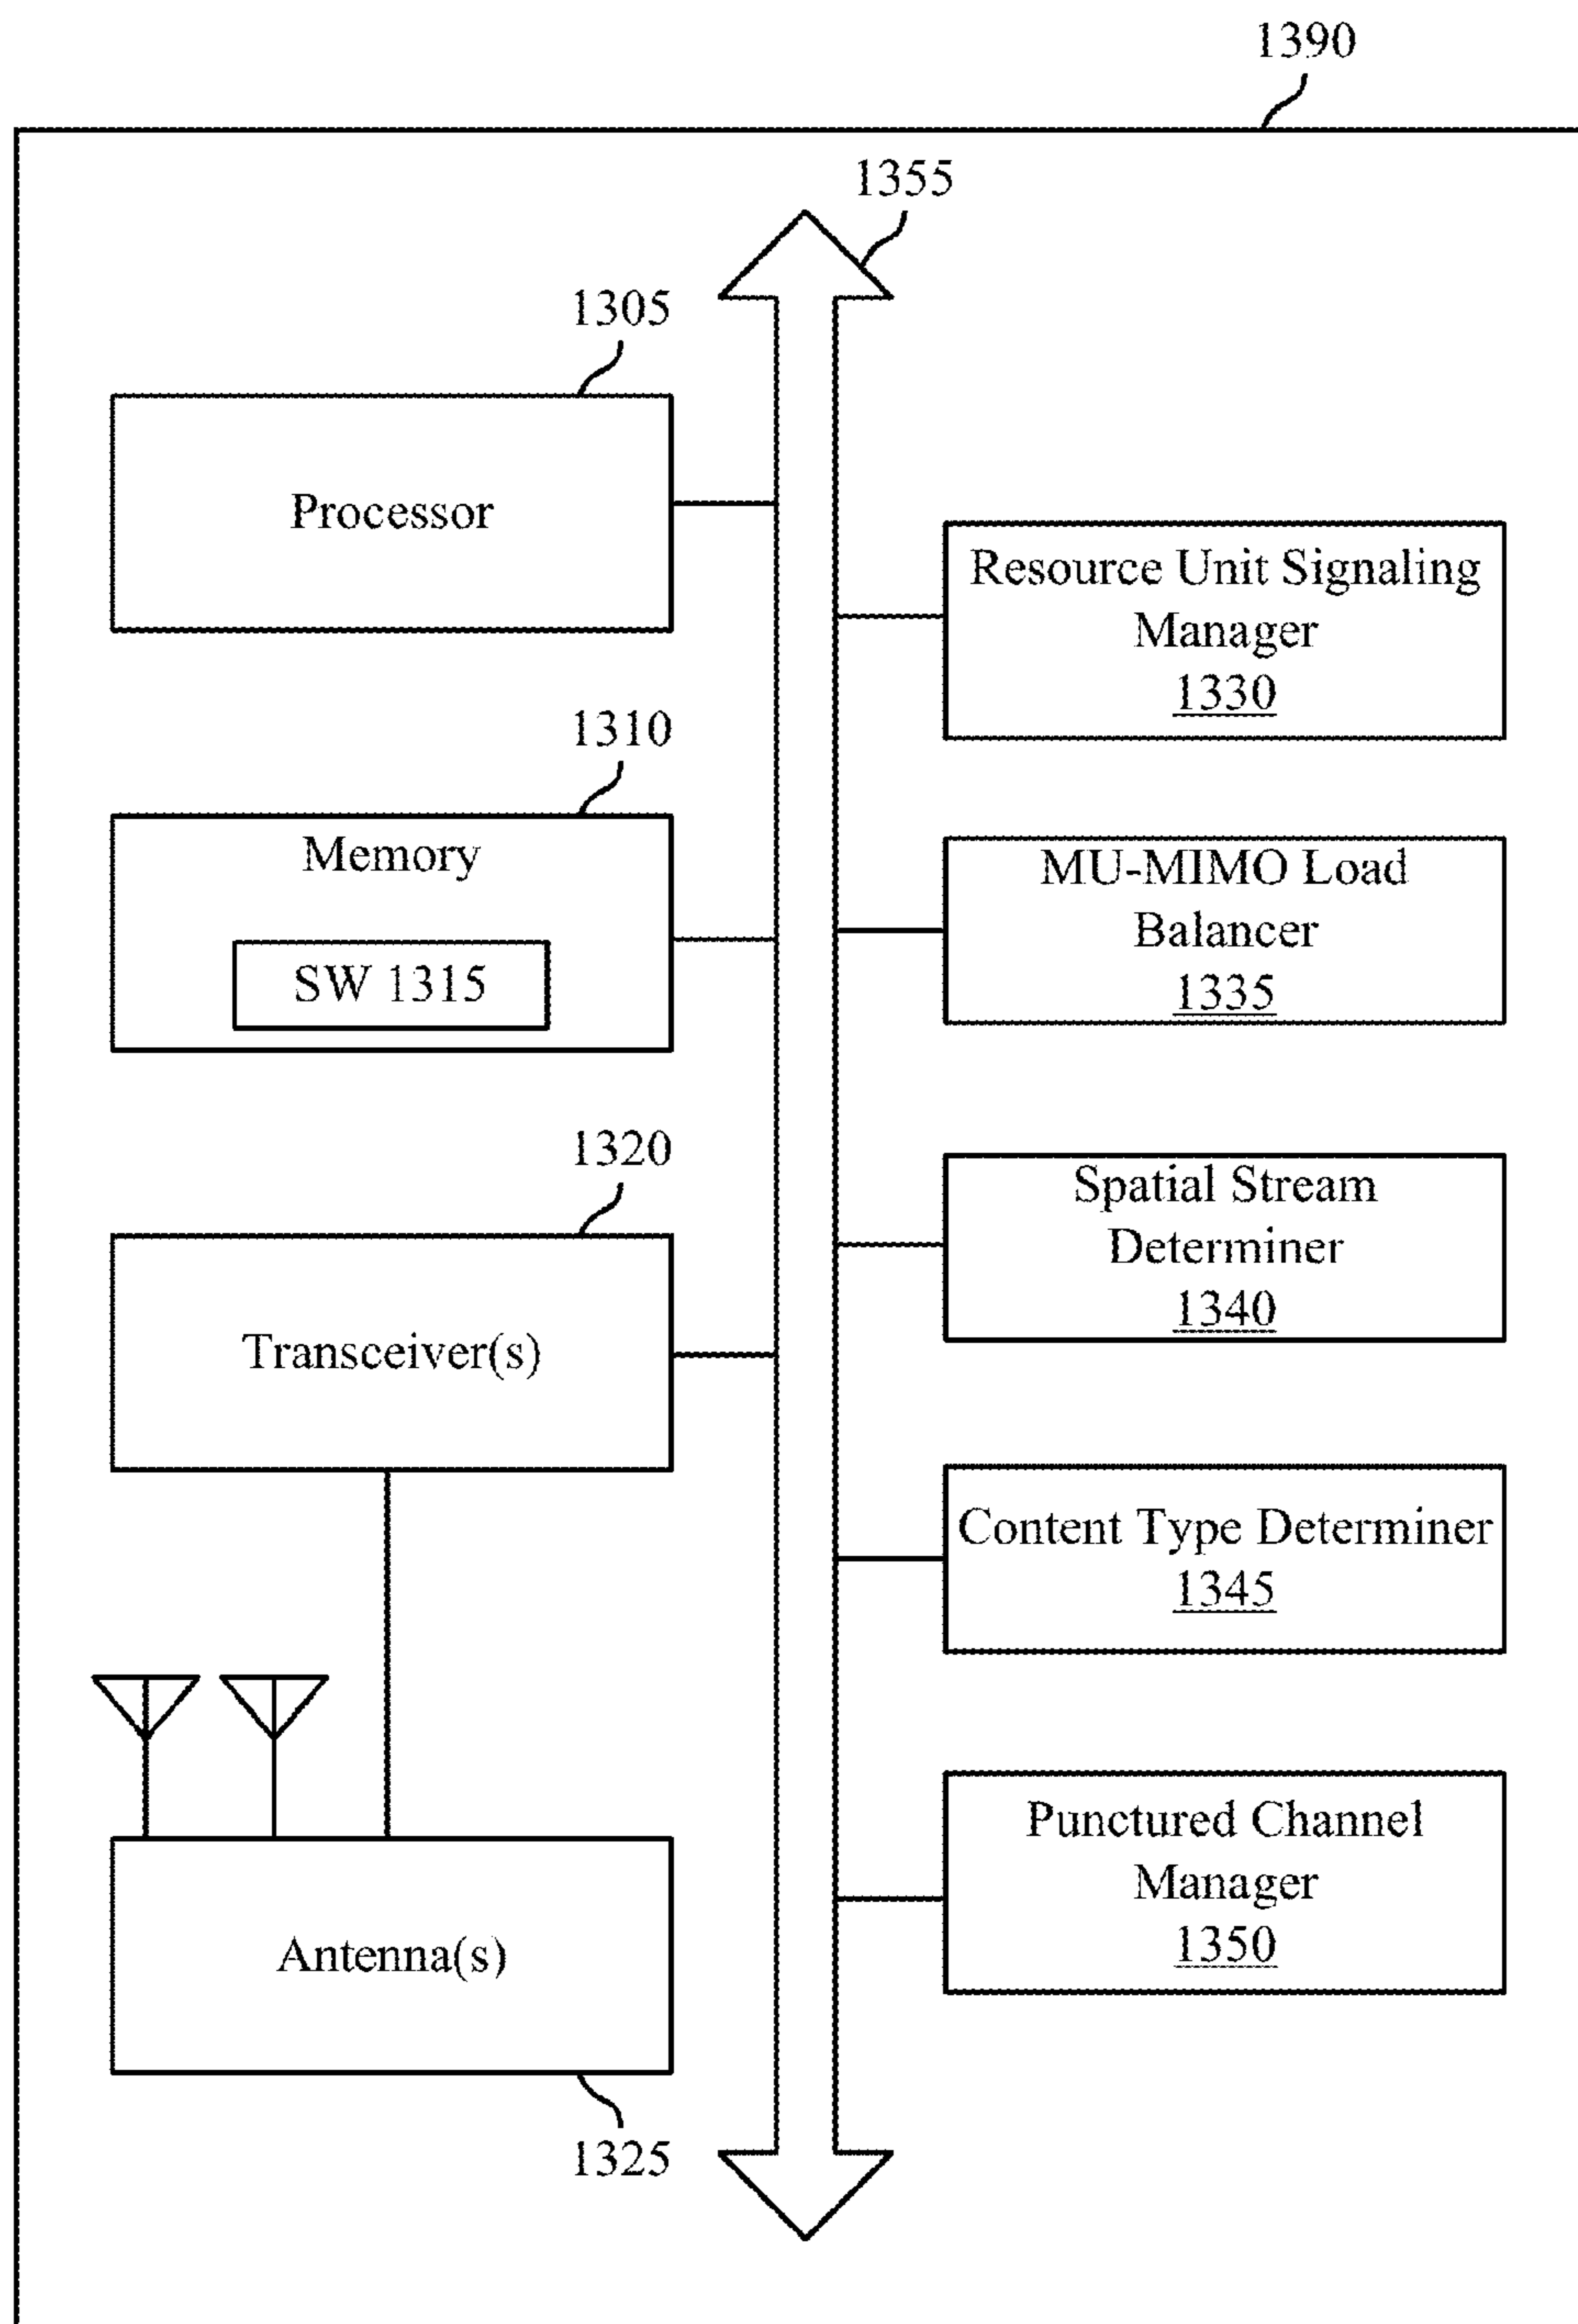 1390
1355
1305
Processor
Resource Unit Signaling
Manager
1330
1310
Memory
SW 1315
MU-MIMO Load
Balancer
1335
1320
Transceiver(s)
Spatial Stream
Determiner
1340
Content Type Determiner
1345
Antenna(s)
1325
Punctured Channel
Manager
1350